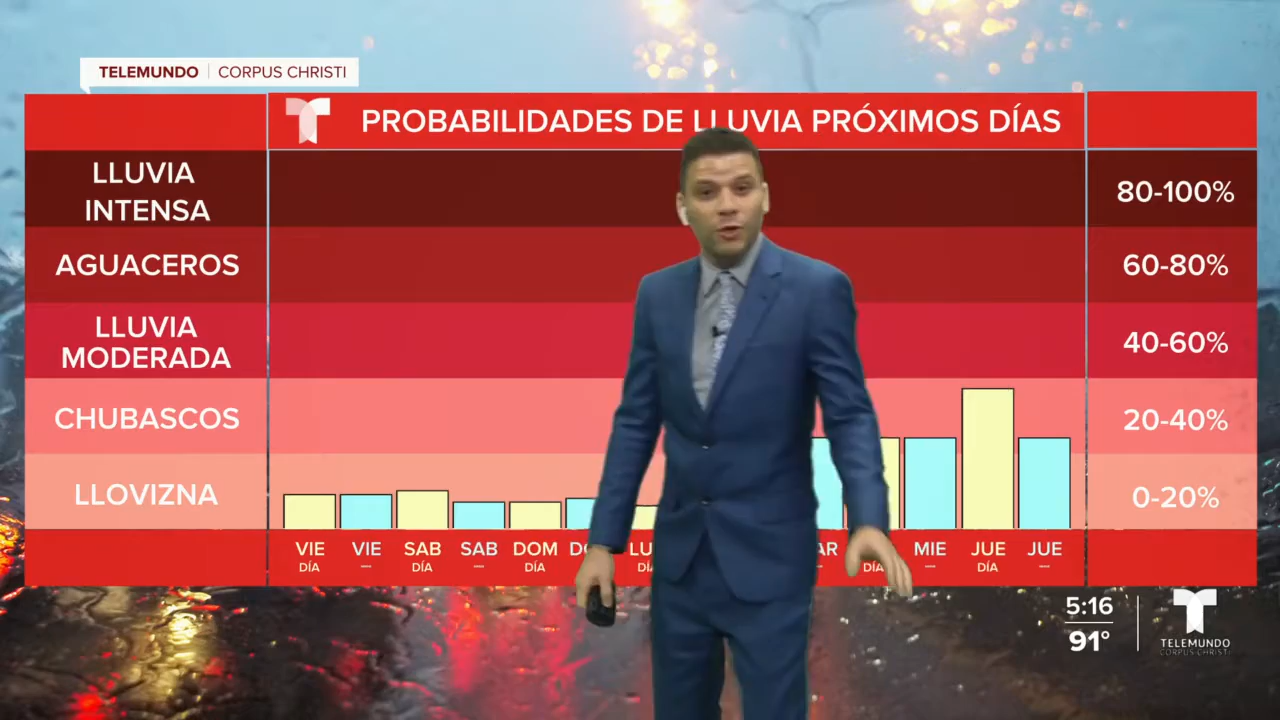 TELEMUNDO | CORPUS CHRISTI
PROBABILIDADES DE LLUVIA PRÓXIMOS DÍAS
LLUVIA
INTENSA
80-100%
AGUACEROS
60-80%
LLUVIA
MODERADA
40-60%
CHUBASCOS
20-40%
LLOVIZNA
0-20%
VIE VIE SAB SAB DOM MIE JUE JUE
DÍA DÍA DÍA DÍA
5:16
91°
TELEMUNDO
CORPUS CHRISTI